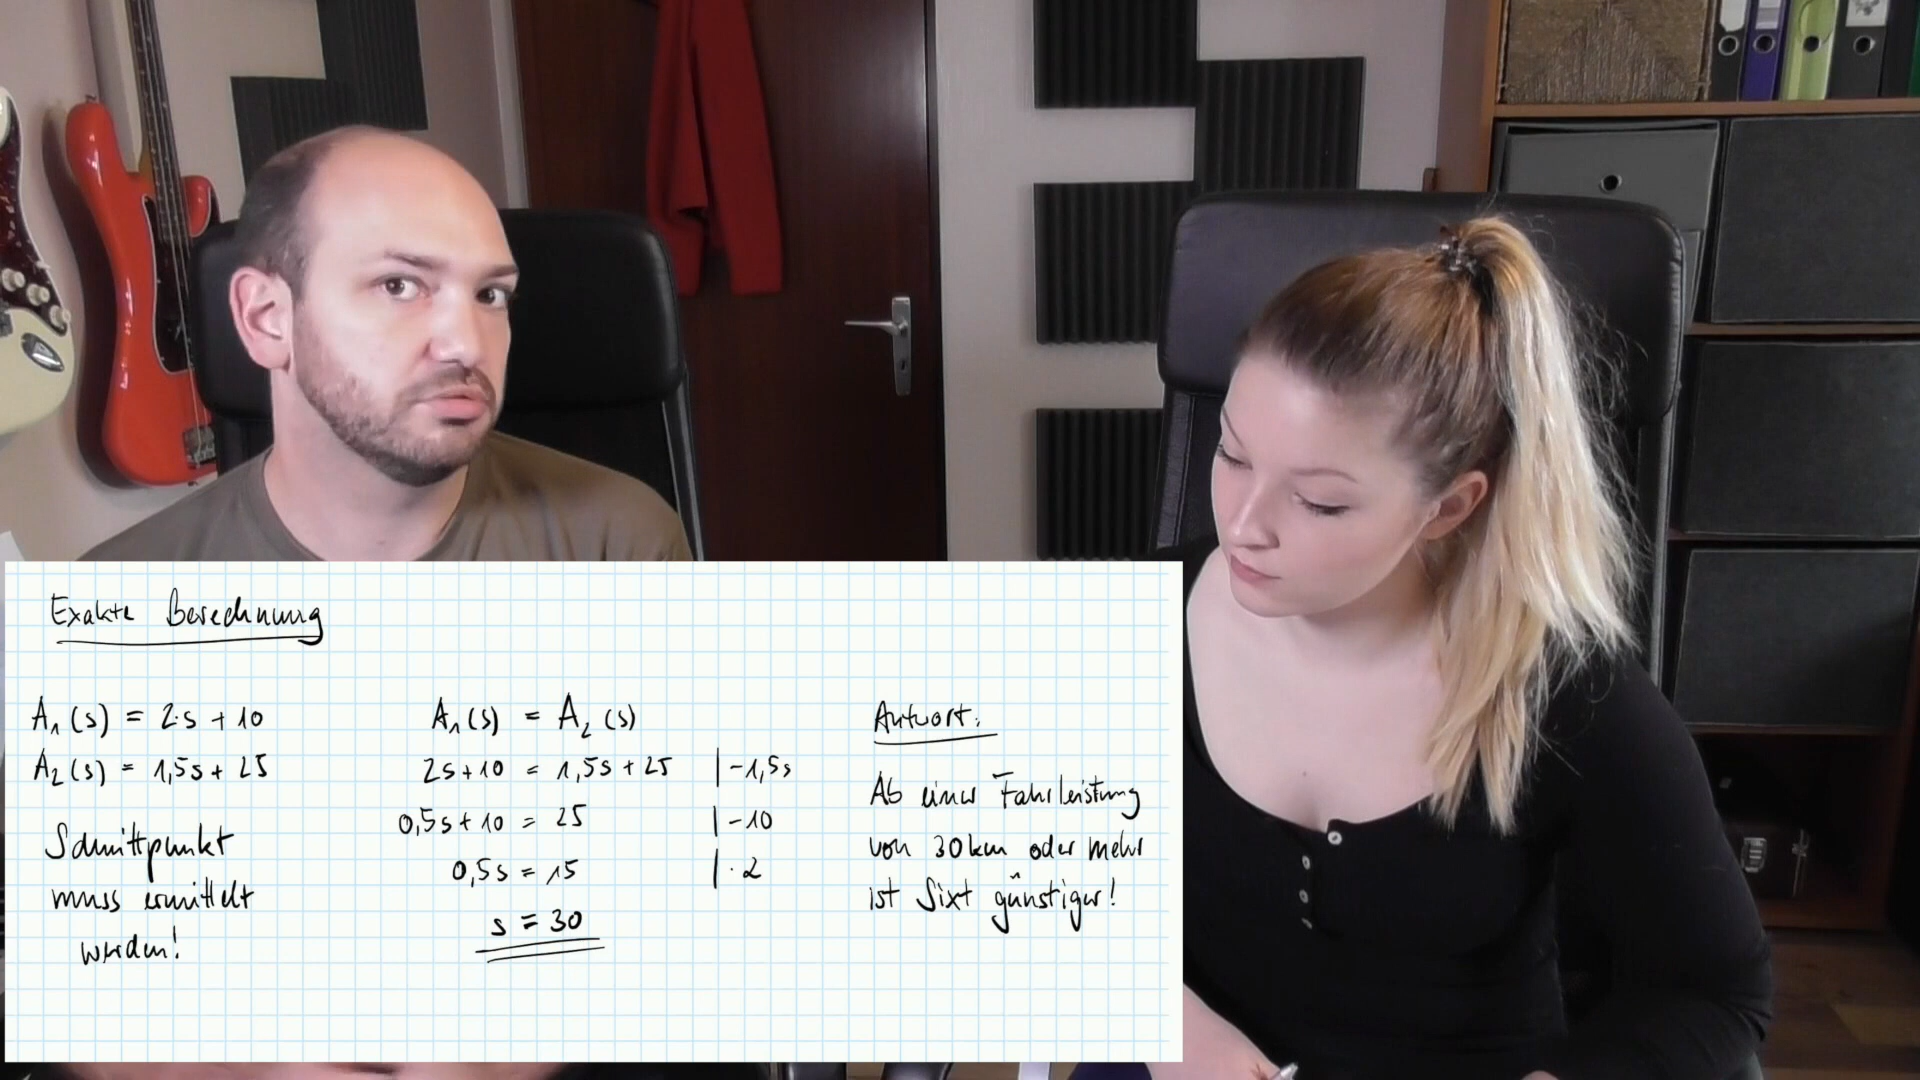 Exakte Berechnung
A₁(s) = 2·s + 10
A₂(s) = 1,5s + 25
Schnittpunkt
muss ermittelt
werden!
A₁(s) = A₂(s)
2s+10 = 1,5s + 25 | -1,5s
0,5s + 10 = 25 | -10
0,5s = 15 | · 2
s = 30
Antwort:
Ab einer Fahrleistung
von 30km oder mehr
ist Sixt günstiger!